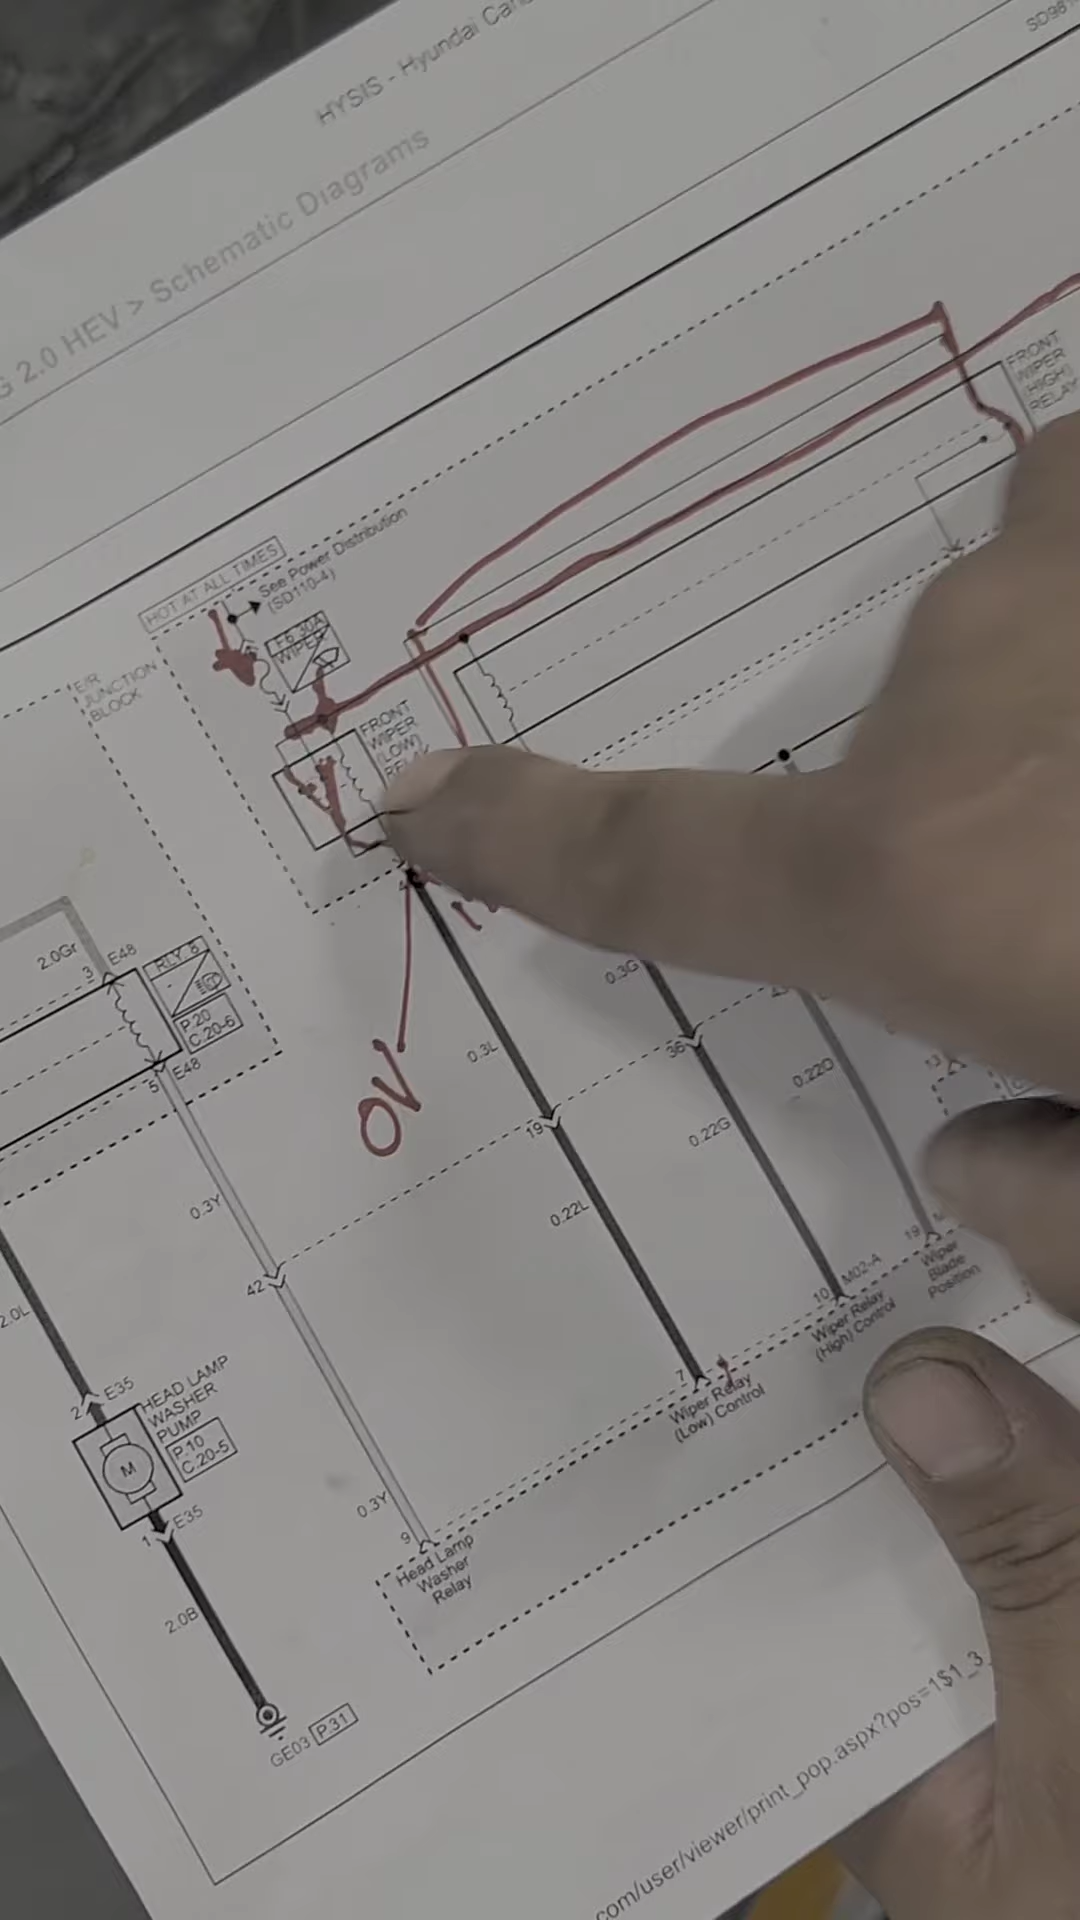 HYSIS - Hyundai
G 2.0 HEV > Schematic Diagrams
HOT AT ALL TIMES
See Power Distribution
(SD110-4)
F6 30A
WIPER
E/R
JUNCTION
BLOCK
FRONT
WIPER
(LOW)
FRONT
WIPER
(HIGH)
RELAY
2.0Gr
3
E48
RLY. 8
P.20
C.20-6
5
E48
0V
0.3L
0.3G
36
19
0.22O
0.22G
0.22L
0.3Y
42
2.0L
2
E35
HEAD LAMP
WASHER
PUMP
P.10
C.20-5
M
1
E35
2.0B
GE03
P.31
0.3Y
9
Head Lamp
Washer
Relay
7
Wiper Relay
(Low) Control
10
M02-A
Wiper Relay
(High) Control
19
Wiper
Blade
Position
13
com/user/viewer/print_pop.aspx?pos=1$1_3